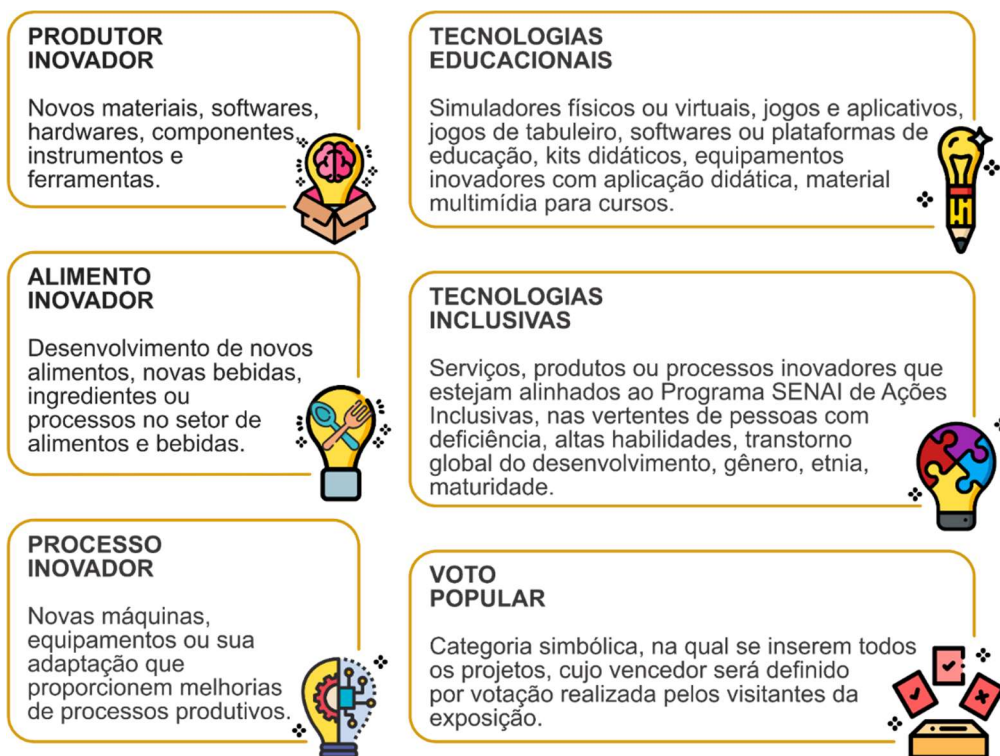 PRODUTOR
INOVADOR
Novos materiais, softwares,
hardwares, componentes,
instrumentos e
ferramentas.
ALIMENTO
INOVADOR
Desenvolvimento de novos
alimentos, novas bebidas,
ingredientes ou
processos no setor de
alimentos e bebidas.
PROCESSO
INOVADOR
Novas máquinas,
equipamentos ou sua
adaptação que
proporcionem melhorias
de processos produtivos.
TECNOLOGIAS
EDUCACIONAIS
Simuladores físicos ou virtuais, jogos e aplicativos,
jogos de tabuleiro, softwares ou plataformas de
educação, kits didáticos, equipamentos
inovadores com aplicação didática, material
multimídia para cursos.
TECNOLOGIAS
INCLUSIVAS
Serviços, produtos ou processos inovadores que
estejam alinhados ao Programa SENAI de Ações
Inclusivas, nas vertentes de pessoas com
deficiência, altas habilidades, transtorno
global do desenvolvimento, gênero, etnia,
maturidade.
VOTO
POPULAR
Categoria simbólica, na qual se inserem todos
os projetos, cujo vencedor será definido
por votação realizada pelos visitantes da
exposição.